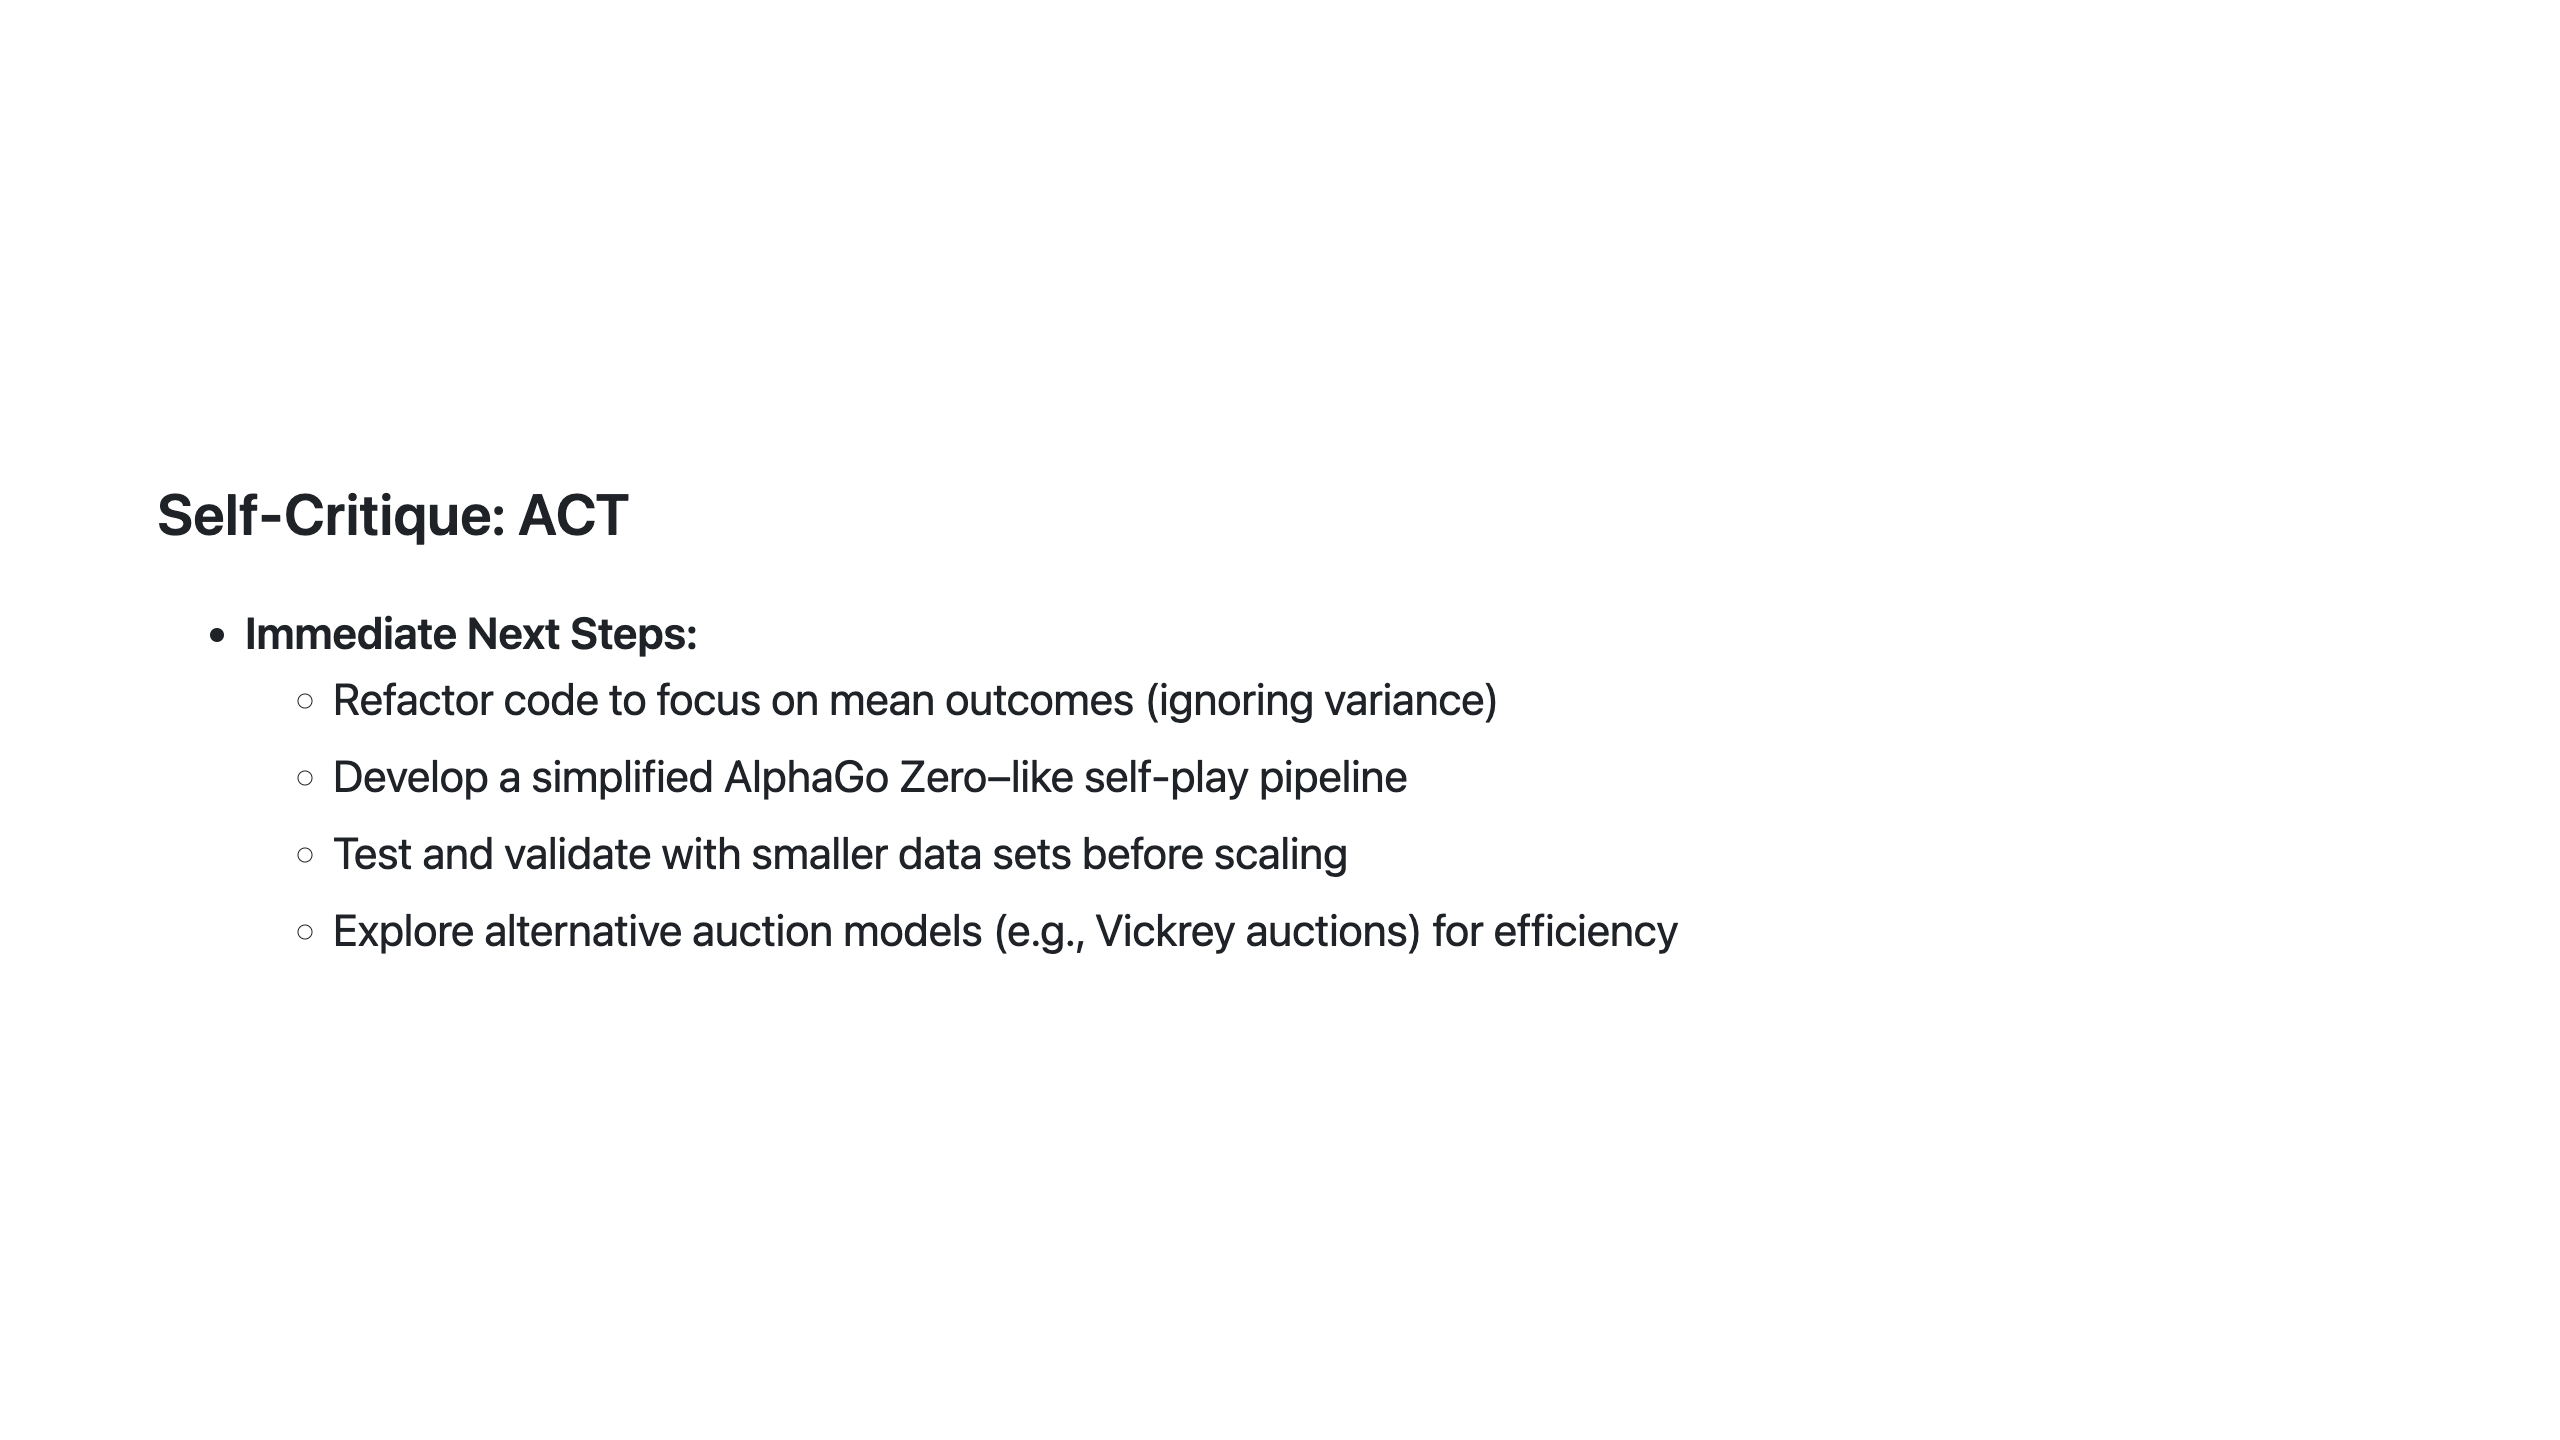 Self-Critique: ACT
• Immediate Next Steps:
○ Refactor code to focus on mean outcomes (ignoring variance)
○ Develop a simplified AlphaGo Zero–like self-play pipeline
○ Test and validate with smaller data sets before scaling
○ Explore alternative auction models (e.g., Vickrey auctions) for efficiency